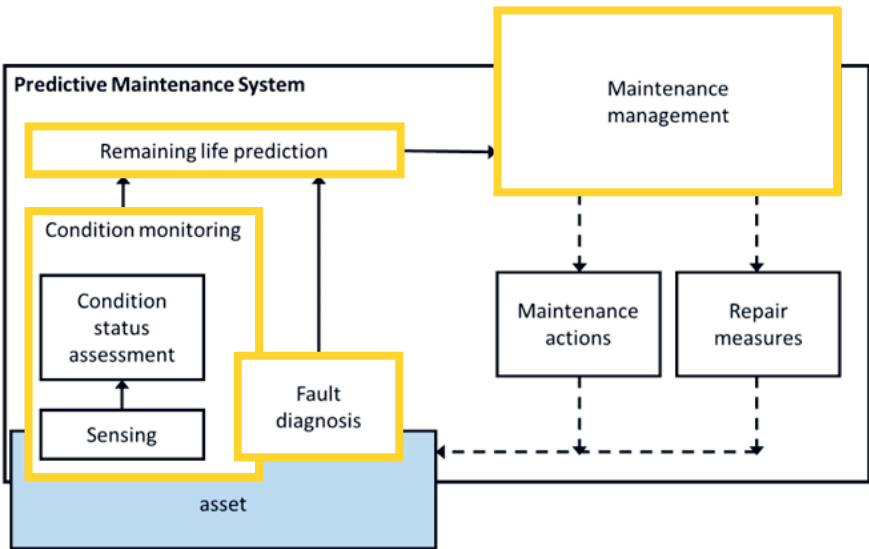 Predictive Maintenance System
Maintenance
management
Remaining life prediction
Condition monitoring
Condition
status
assessment
Sensing
Fault
diagnosis
Maintenance
actions
Repair
measures
asset